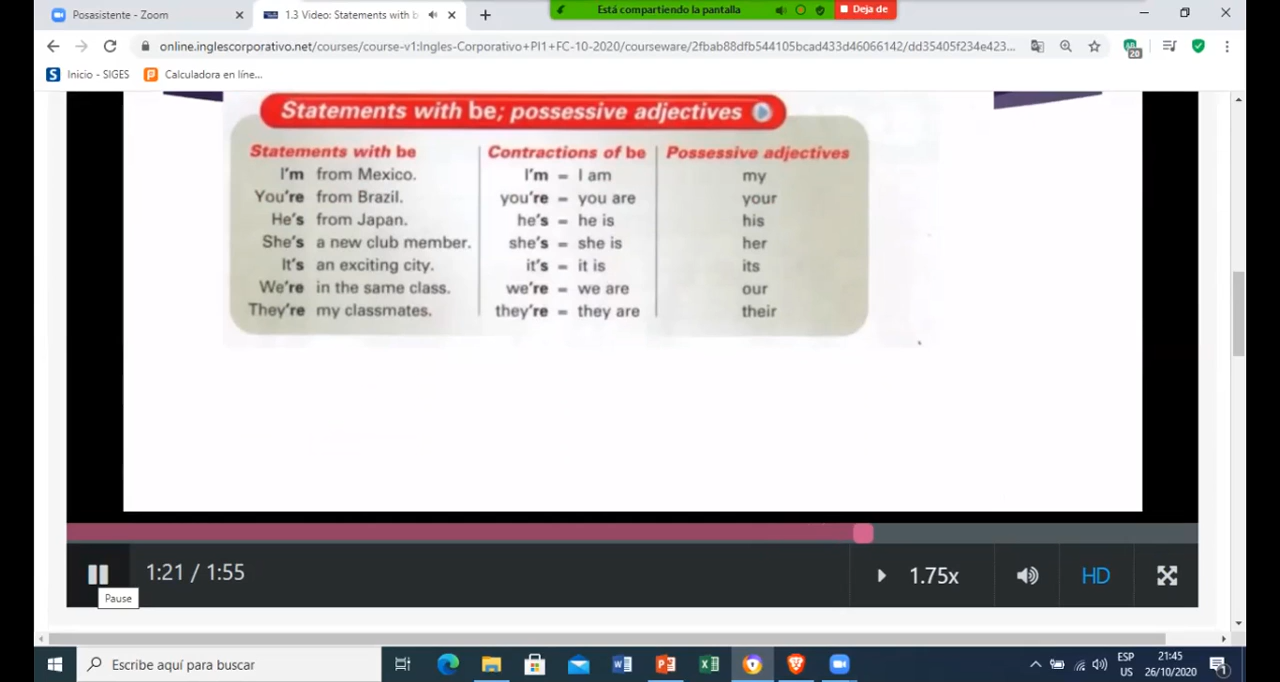 Posasistente - Zoom
1.3 Video: Statements with b
Está compartiendo la pantalla
Deja de
online.inglescorporativo.net/courses/course-v1:Ingles-Corporativo+PI1+FC-10-2020/courseware/2fbab88dfb544105bcad433d46066142/dd35405f234e423...
20
Inicio - SIGES
Calculadora en líne...
Statements with be; possessive adjectives
Statements with be Contractions of be Possessive adjectives
I'm from Mexico. I'm = I am my
You're from Brazil. you're = you are your
He's from Japan. he's = he is his
She's a new club member. she's = she is her
It's an exciting city. it's = it is its
We're in the same class. we're = we are our
They're my classmates. they're = they are their
1:21 / 1:55
1.75x
HD
Pause
Escribe aquí para buscar
ESP
US
21:45
26/10/2020
1